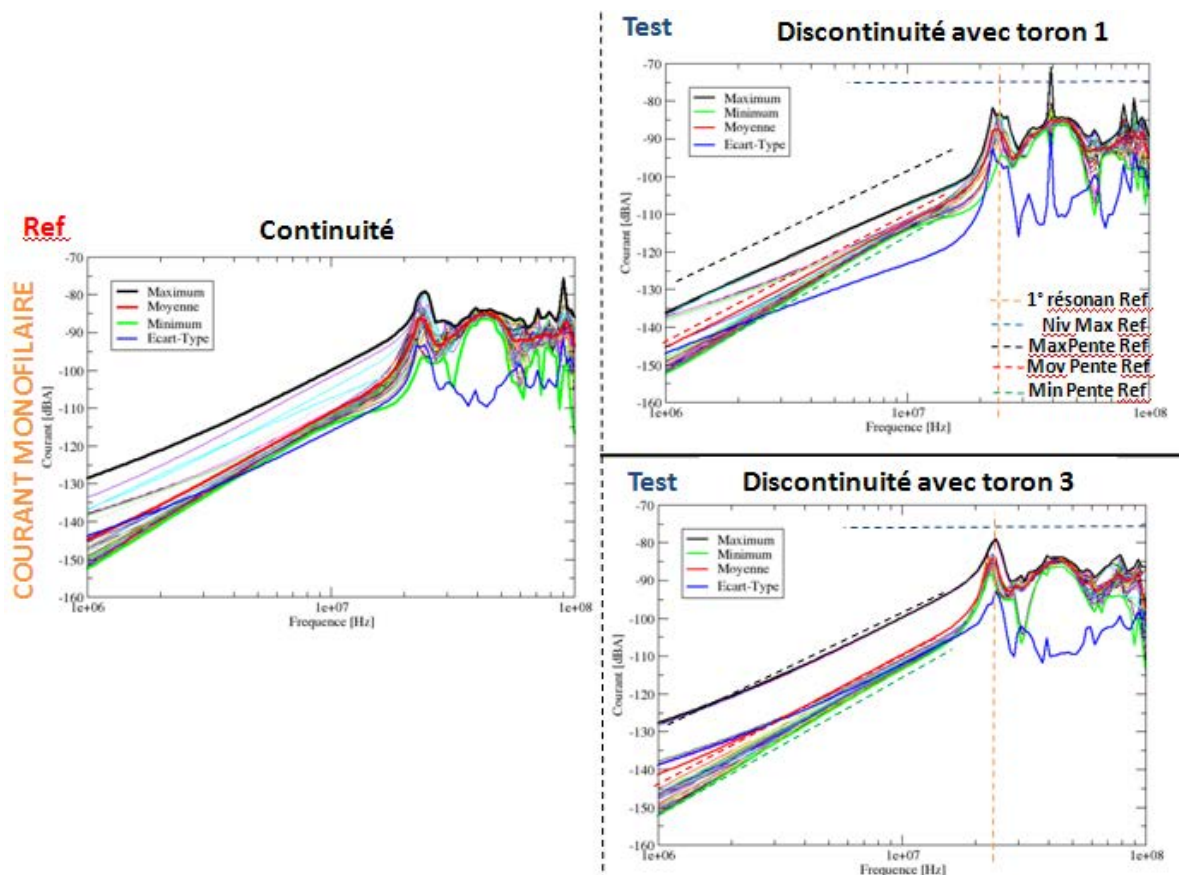 Ref
Continuité
COURANT MONOFILAIRE
Courant [dBA]
-70
-80
-90
-100
-110
-120
-130
-140
-150
-160
Maximum
Moyenne
Minimum
Ecart-Type
1e+06
1e+07
1e+08
Frequence [Hz]
Test
Discontinuité avec toron 1
Courant [dBA]
-70
-80
-90
-100
-110
-120
-130
-140
-150
-160
Maximum
Minimum
Moyenne
Ecart-Type
1° résonan Ref
Niv Max Ref
MaxPente Ref
Mov Pente Ref
Min Pente Ref
1e+06
1e+07
1e+08
Frequence [Hz]
Test
Discontinuité avec toron 3
Courant [dBA]
-70
-80
-90
-100
-110
-120
-130
-140
-150
-160
Maximum
Minimum
Moyenne
Ecart-Type
1e+06
1e+07
1e+08
Frequence [Hz]